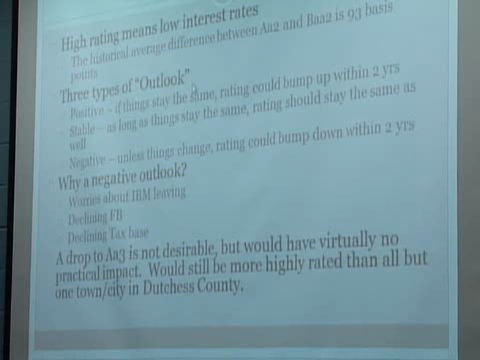 High rating means low interest rates
The historical average difference between Aa2 and Baa2 is 93 basis
points
Three types of "Outlook"
Positive – if things stay the same, rating could bump up within 2 yrs
Stable – as long as things stay the same, rating should stay the same as
well
Negative – unless things change, rating could bump down within 2 yrs
Why a negative outlook?
Worries about IBM leaving
Declining FB
Declining Tax base
A drop to Aa3 is not desirable, but would have virtually no
practical impact. Would still be more highly rated than all but
one town/city in Dutchess County.